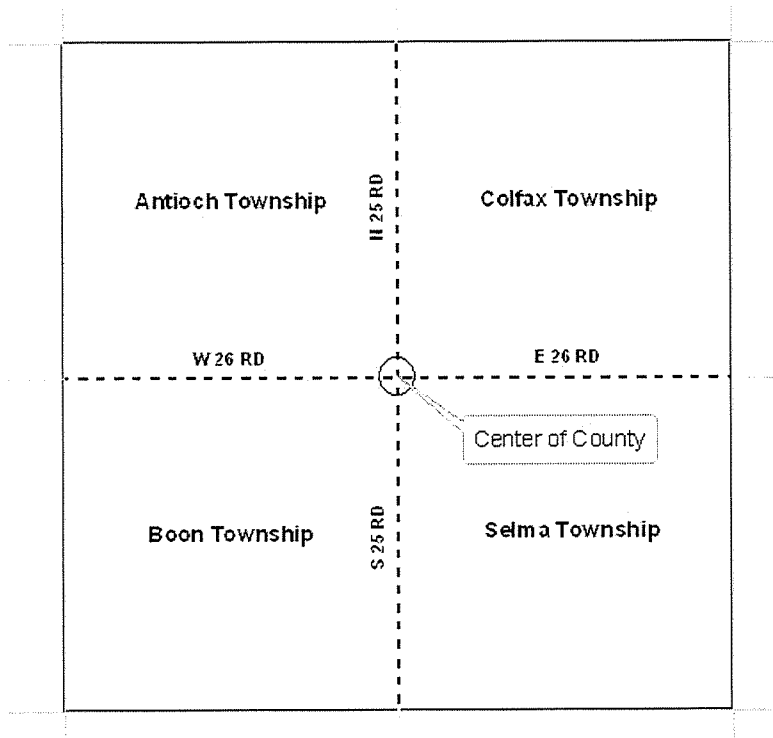 Antioch Township
N 25 RD
Colfax Township
W 26 RD
E 26 RD
Center of County
Boon Township
S 25 RD
Selma Township